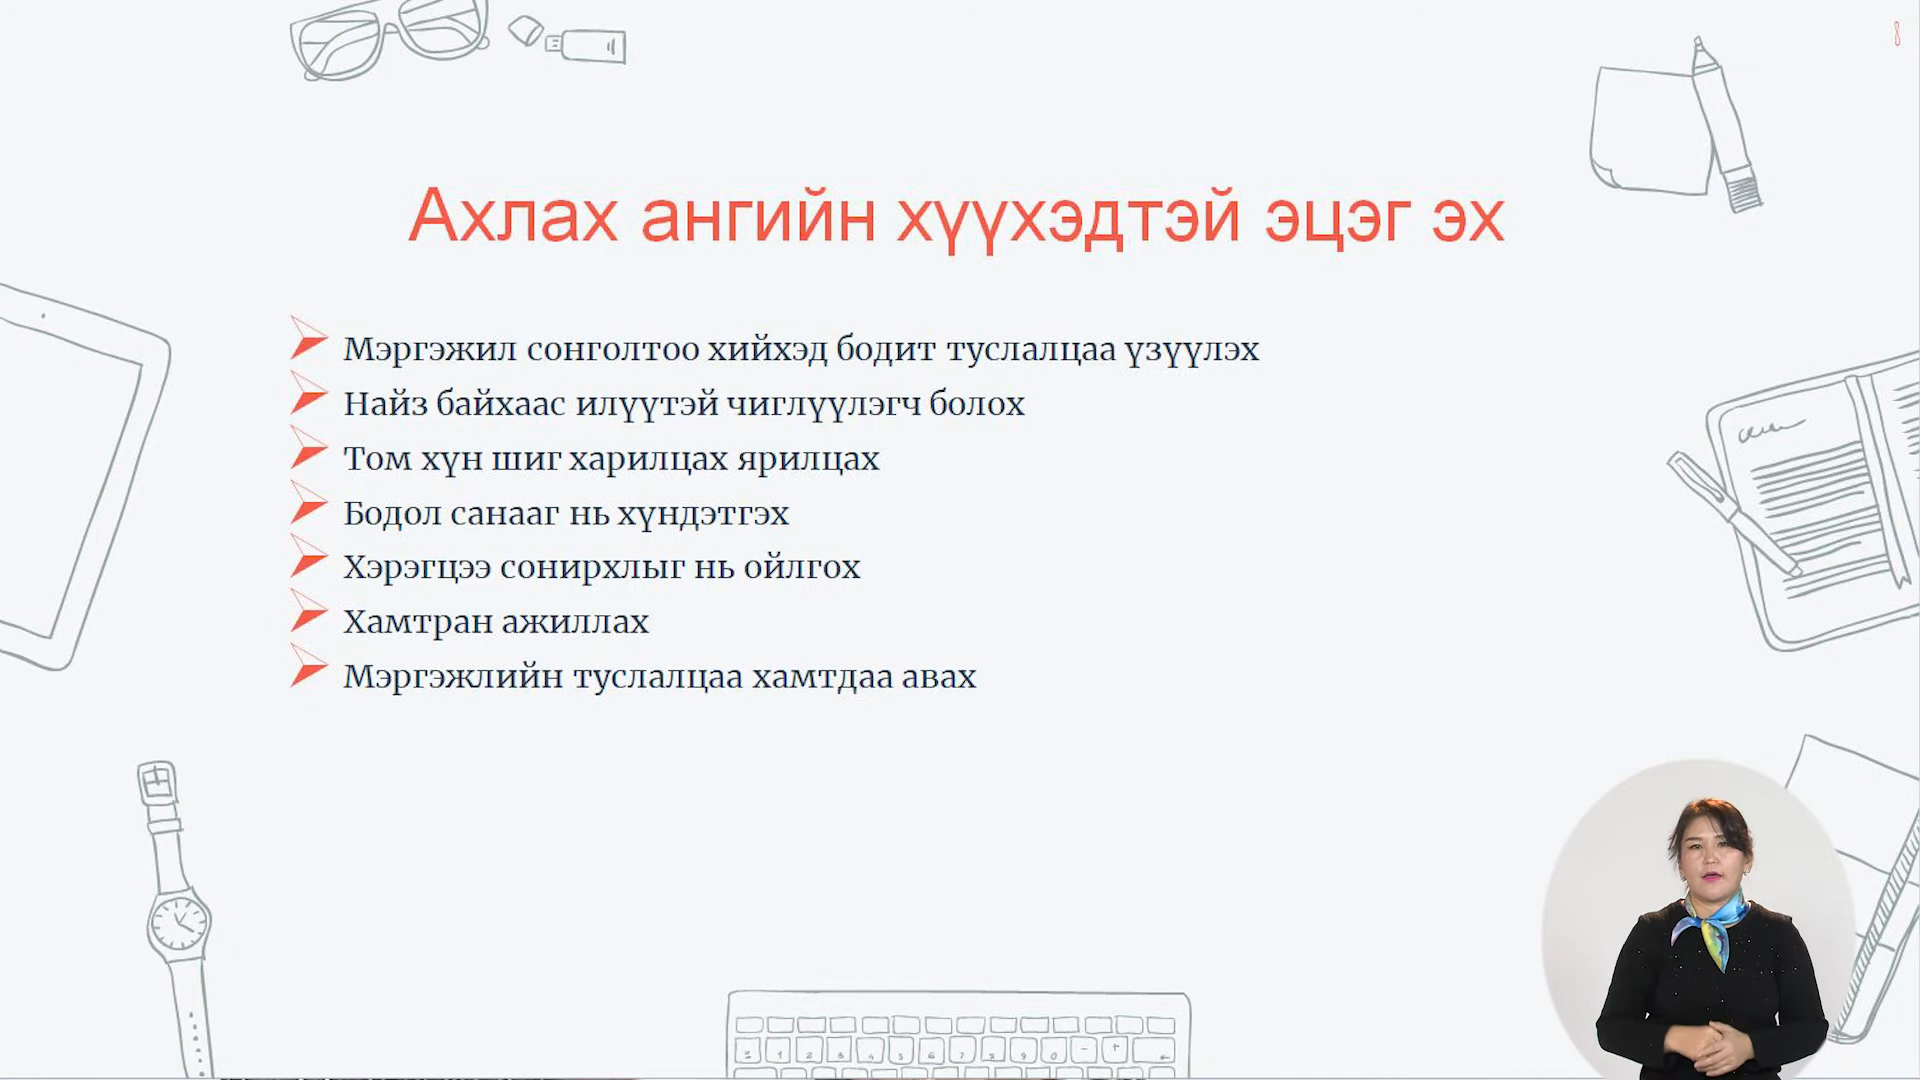 8
Ахлах ангийн хүүхэдтэй эцэг эх
Мэргэжил сонголтоо хийхэд бодит туслалцаа үзүүлэх
Найз байхаас илүүтэй чиглүүлэгч болох
Том хүн шиг харилцах ярилцах
Бодол санааг нь хүндэтгэх
Хэрэгцээ сонирхлыг нь ойлгох
Хамтран ажиллах
Мэргэжлийн туслалцаа хамтдаа авах